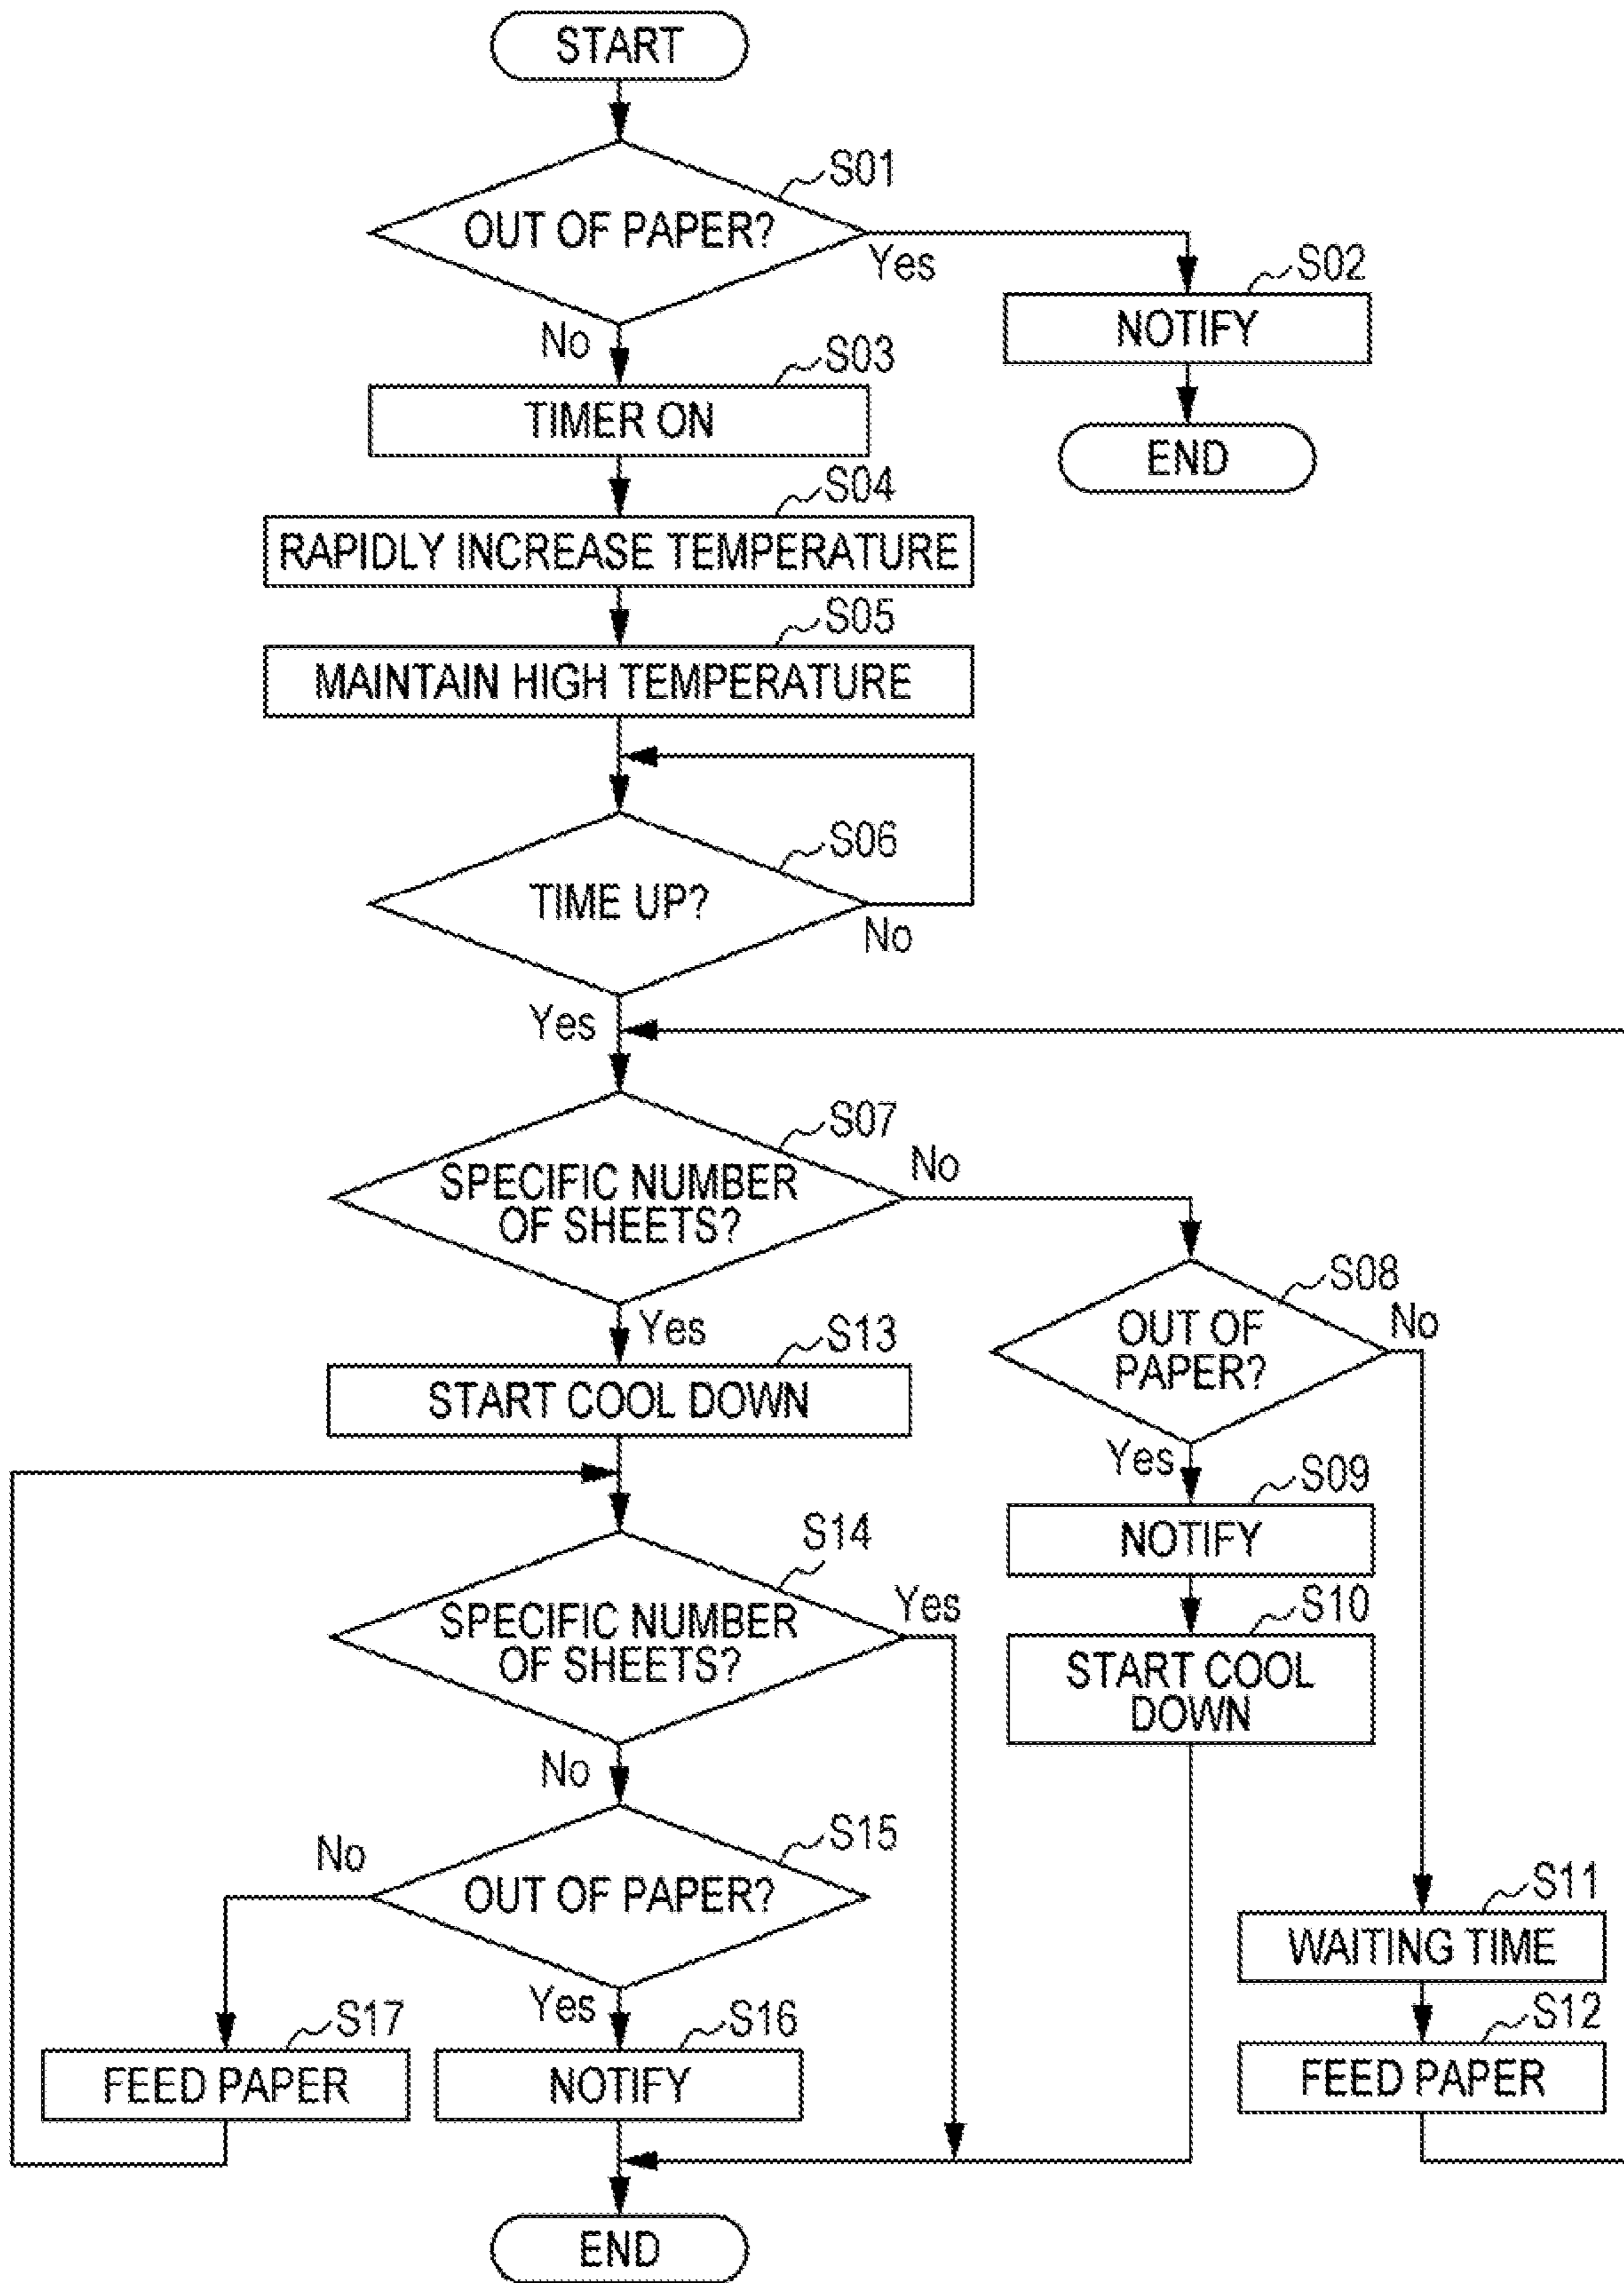 START
S01
OUT OF PAPER?
Yes
S02
NOTIFY
No
S03
TIMER ON
END
S04
RAPIDLY INCREASE TEMPERATURE
S05
MAINTAIN HIGH TEMPERATURE
S06
TIME UP?
No
Yes
S07
SPECIFIC NUMBER
OF SHEETS?
No
S08
OUT OF
PAPER?
No
Yes
S13
START COOL DOWN
Yes
S09
NOTIFY
S14
SPECIFIC NUMBER
OF SHEETS?
Yes
S10
START COOL
DOWN
No
S15
OUT OF PAPER?
No
S11
WAITING TIME
Yes
S17
FEED PAPER
S16
NOTIFY
S12
FEED PAPER
END